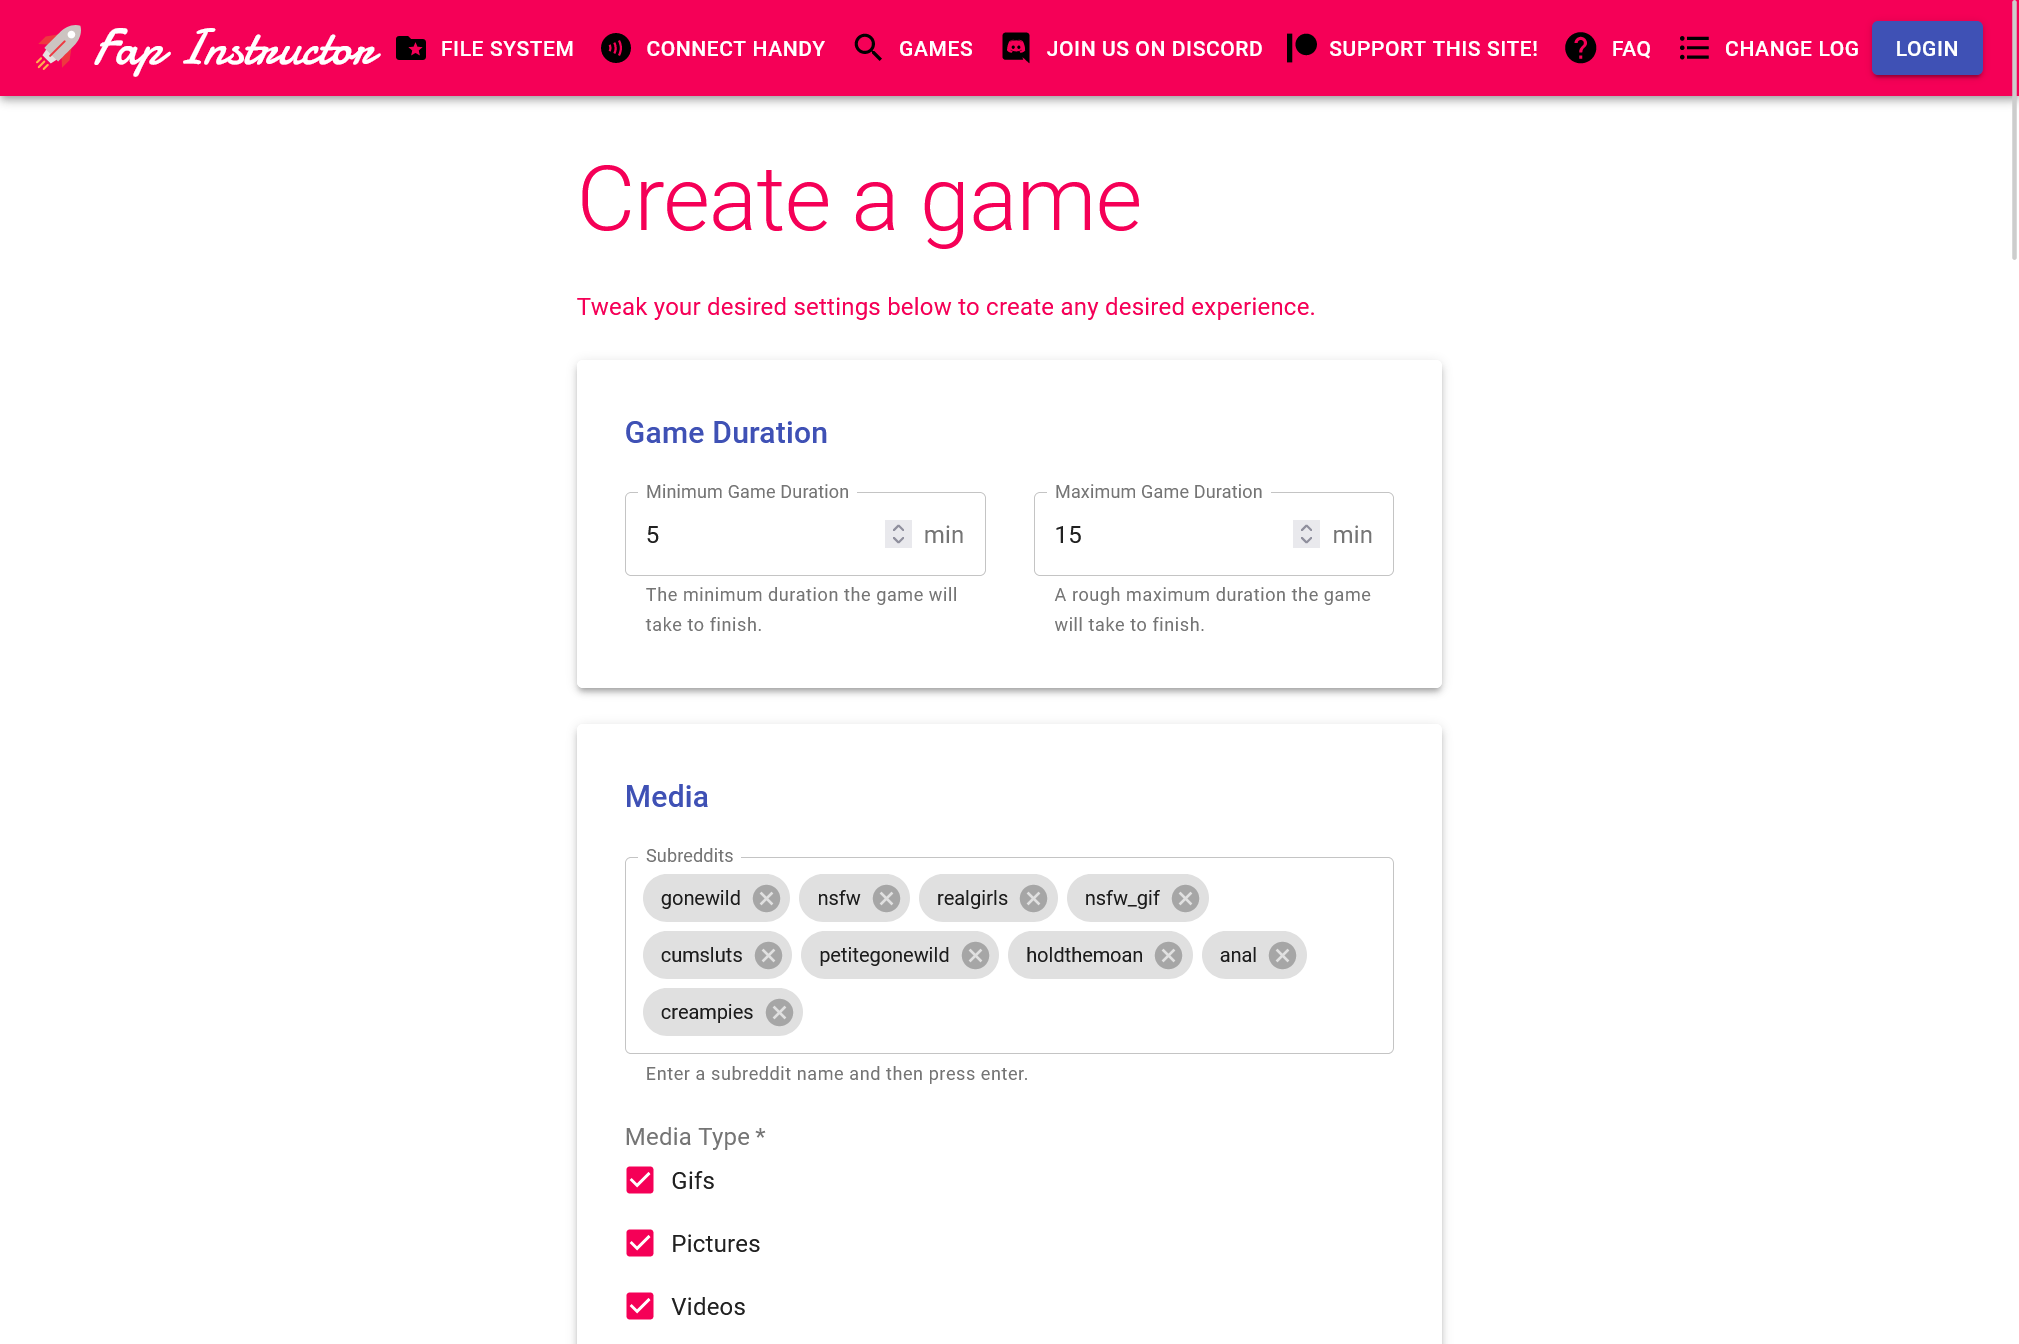 Fap Instructor FILE SYSTEM CONNECT HANDY GAMES JOIN US ON DISCORD SUPPORT THIS SITE! FAQ CHANGE LOG LOGIN
Create a game
Tweak your desired settings below to create any desired experience.
Game Duration
Minimum Game Duration Maximum Game Duration
5 min 15 min
The minimum duration the game will A rough maximum duration the game
take to finish. will take to finish.
Media
Subreddits
gonewild nsfw realgirls nsfw_gif
cumsluts petitegonewild holdthemoan anal
creampies
Enter a subreddit name and then press enter.
Media Type *
Gifs
Pictures
Videos